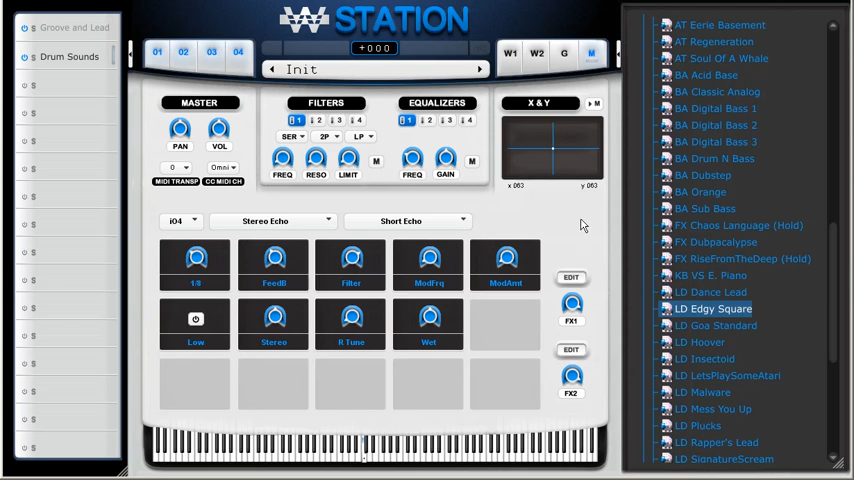 Groove and Lead
Drum Sounds
STATION
01 02 03 04
+000
Init
W1 W2 G M
MASTER
PAN VOL
0 Omni
MIDI TRANSP CC MIDI CH
FILTERS
1 2 3 4
SER 2P LP
FREQ RESO LIMIT M
EQUALIZERS
1 2 3 4
FREQ GAIN M
X & Y
M
x 063 y 063
iO4 Stereo Echo Short Echo
1/8 FeedB Filter ModFrq ModAmt
Low Stereo R Tune Wet
EDIT
FX1
EDIT
FX2
AT Eerie Basement
AT Regeneration
AT Soul Of A Whale
BA Acid Base
BA Classic Analog
BA Digital Bass 1
BA Digital Bass 2
BA Digital Bass 3
BA Drum N Bass
BA Dubstep
BA Orange
BA Sub Bass
FX Chaos Language (Hold)
FX Dubpacalypse
FX RiseFromTheDeep (Hold)
KB VS E. Piano
LD Dance Lead
LD Edgy Square
LD Goa Standard
LD Hoover
LD Insectoid
LD LetsPlaySomeAtari
LD Malware
LD Mess You Up
LD Plucks
LD Rapper's Lead
LD SignatureScream